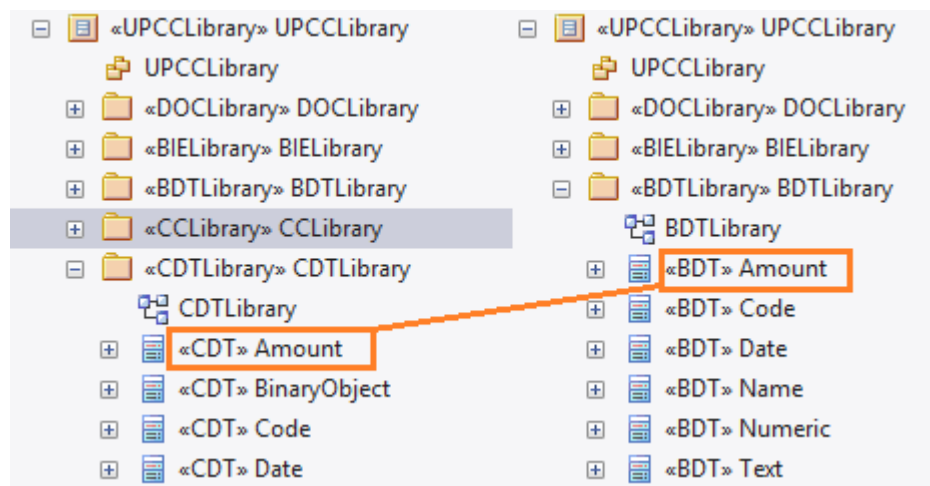 «UPCCLibrary» UPCCLibrary
UPCCLibrary
«DOCLibrary» DOCLibrary
«BIELibrary» BIELibrary
«BDTLibrary» BDTLibrary
«CCLibrary» CCLibrary
«CDTLibrary» CDTLibrary
CDTLibrary
«CDT» Amount
«CDT» BinaryObject
«CDT» Code
«CDT» Date
«UPCCLibrary» UPCCLibrary
UPCCLibrary
«DOCLibrary» DOCLibrary
«BIELibrary» BIELibrary
«BDTLibrary» BDTLibrary
BDTLibrary
«BDT» Amount
«BDT» Code
«BDT» Date
«BDT» Name
«BDT» Numeric
«BDT» Text